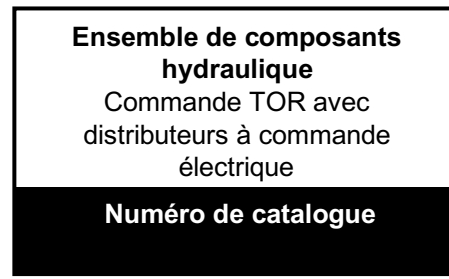 Ensemble de composants
hydraulique
Commande TOR avec
distributeurs à commande
électrique
Numéro de catalogue